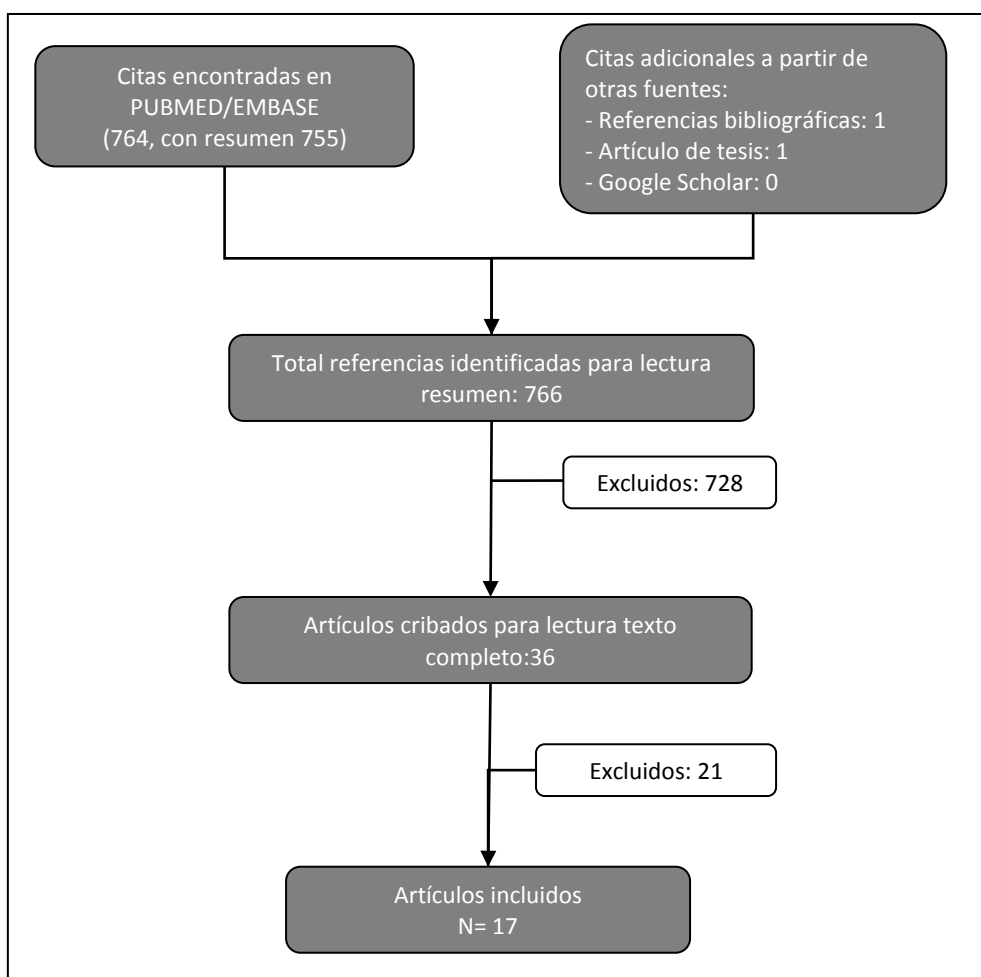 Citas encontradas en
PUBMED/EMBASE
(764, con resumen 755)
Citas adicionales a partir de
otras fuentes:
- Referencias bibliográficas: 1
- Artículo de tesis: 1
- Google Scholar: 0
Total referencias identificadas para lectura
resumen: 766
Excluidos: 728
Artículos cribados para lectura texto
completo:36
Excluidos: 21
Artículos incluidos
N= 17